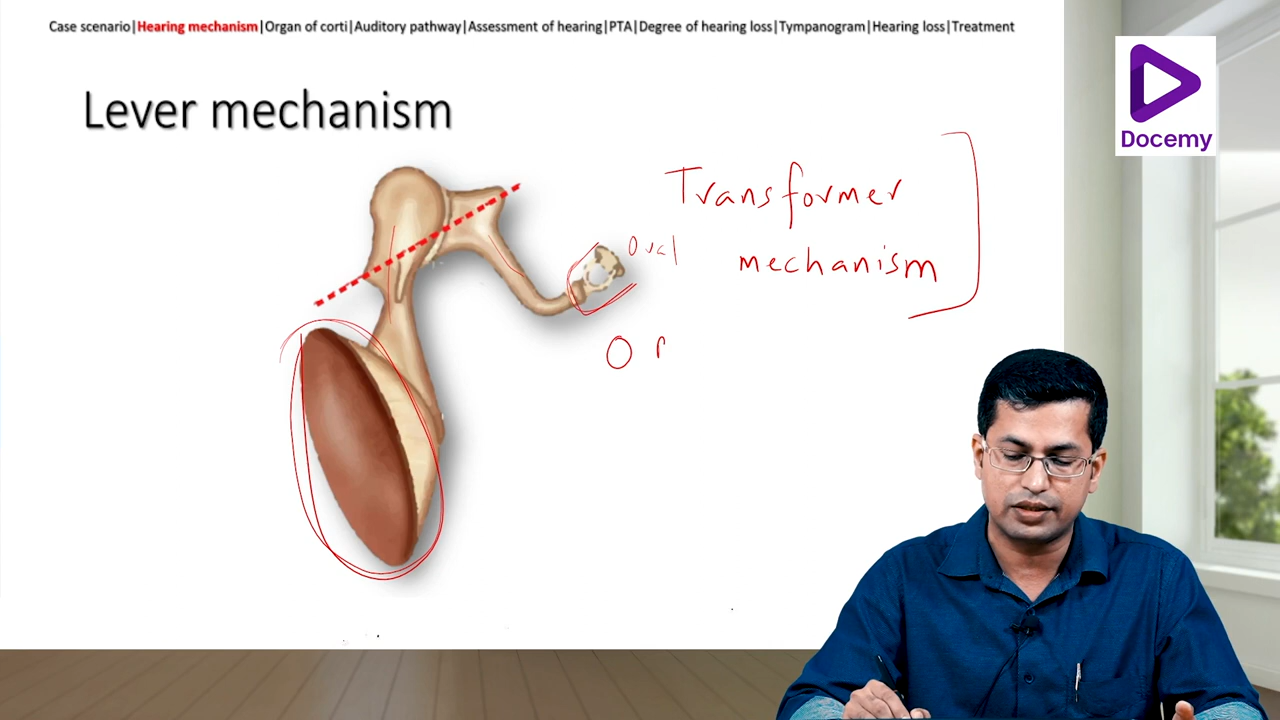 Case scenario|Hearing mechanism|Organ of corti|Auditory pathway|Assessment of hearing|PTA|Degree of hearing loss|Tympanogram|Hearing loss|Treatment
Docemy
Lever mechanism
Transformer
mechanism
Oval
O